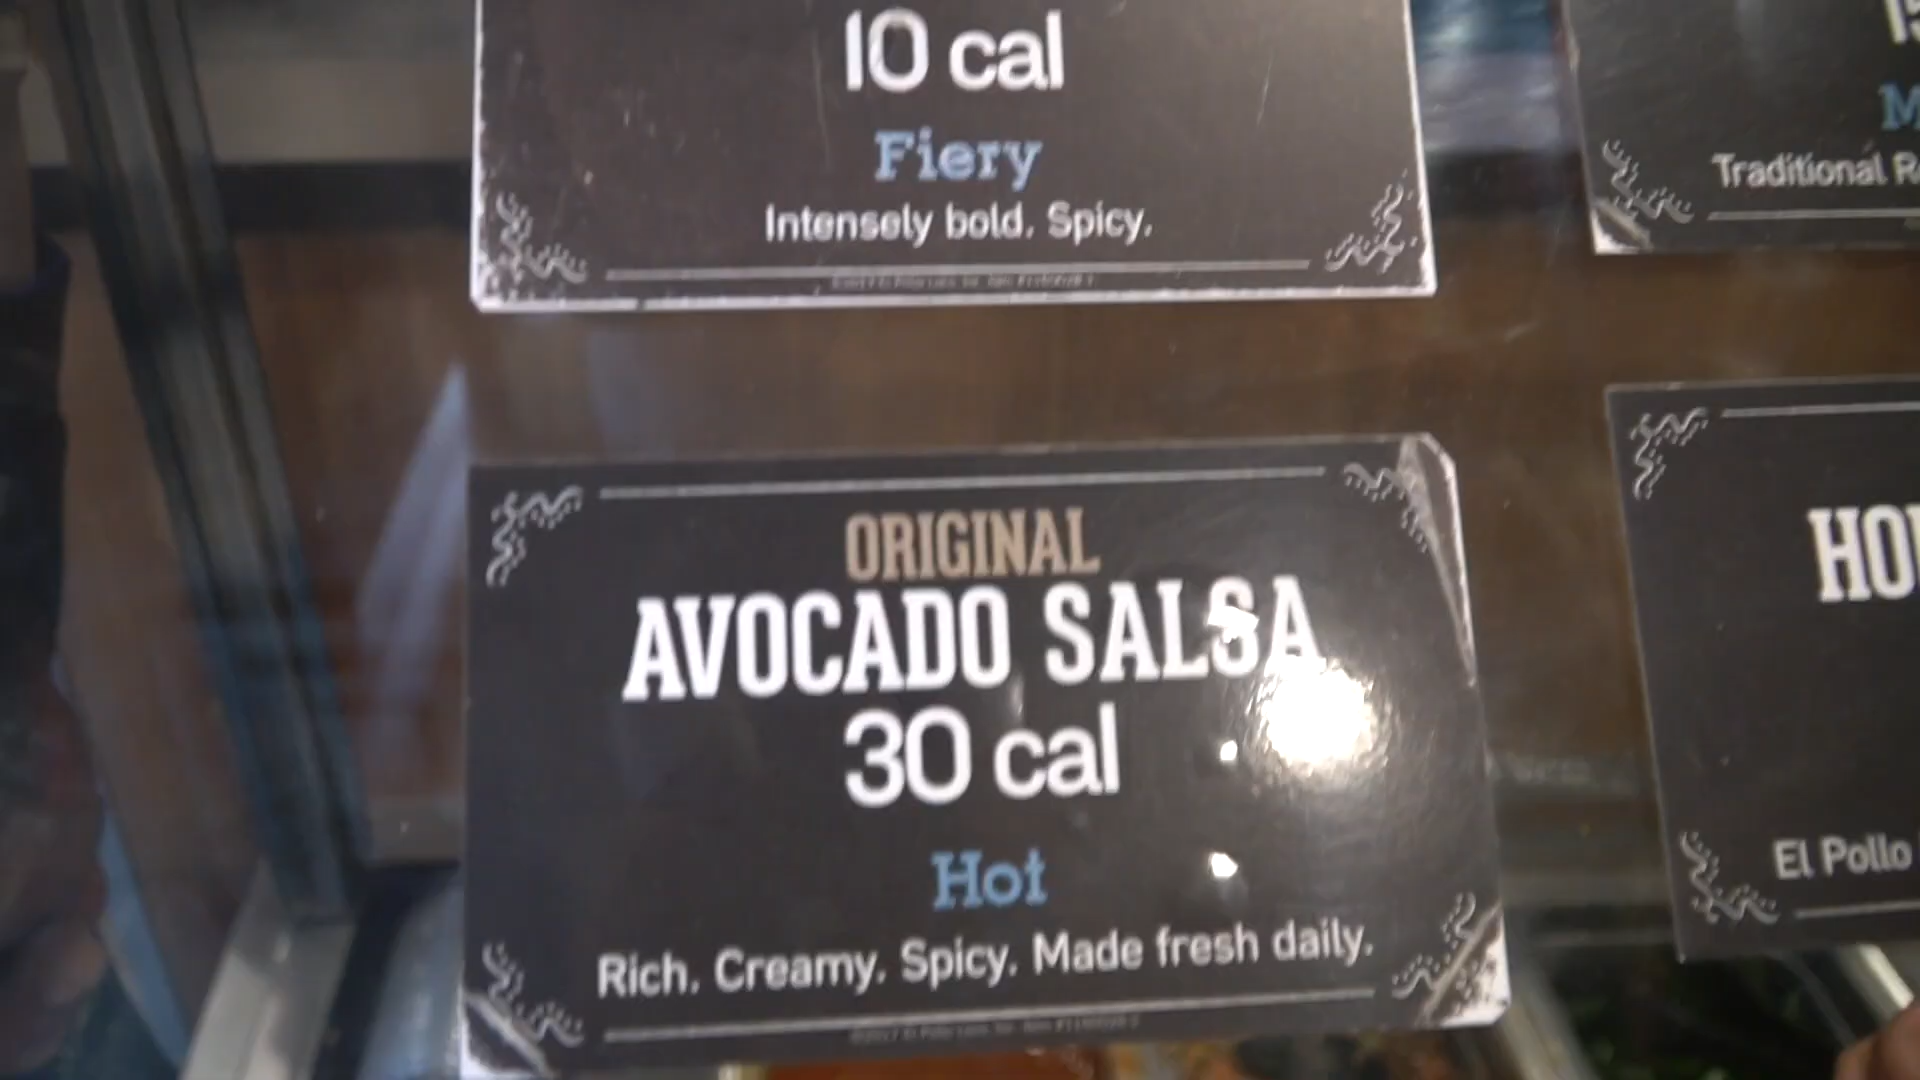 10 cal
Fiery
Intensely bold. Spicy.
Traditional
ORIGINAL
AVOCADO SALSA
30 cal
Hot
Rich. Creamy. Spicy. Made fresh daily.
El Pollo